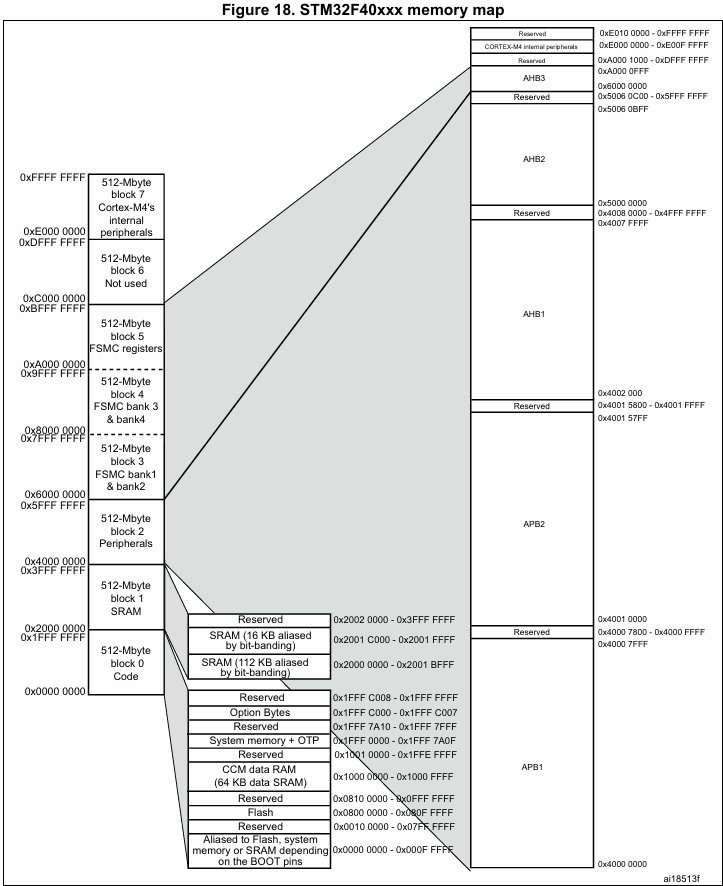 Figure 18. STM32F40xxx memory map
0xFFFF FFFF
512-Mbyte
block 7
Cortex-M4's
internal
peripherals
0xE000 0000
0xDFFF FFFF
512-Mbyte
block 6
Not used
0xC000 0000
0xBFFF FFFF
512-Mbyte
block 5
FSMC registers
0xA000 0000
0x9FFF FFFF
512-Mbyte
block 4
FSMC bank 3
& bank4
0x8000 0000
0x7FFF FFFF
512-Mbyte
block 3
FSMC bank1
& bank2
0x6000 0000
0x5FFF FFFF
512-Mbyte
block 2
Peripherals
0x4000 0000
0x3FFF FFFF
512-Mbyte
block 1
SRAM
0x2000 0000
0x1FFF FFFF
512-Mbyte
block 0
Code
0x0000 0000
Reserved 0x2002 0000 - 0x3FFF FFFF
SRAM (16 KB aliased
by bit-banding) 0x2001 C000 - 0x2001 FFFF
SRAM (112 KB aliased
by bit-banding) 0x2000 0000 - 0x2001 BFFF
Reserved 0x1FFF C008 - 0x1FFF FFFF
Option Bytes 0x1FFF C000 - 0x1FFF C007
Reserved 0x1FFF 7A10 - 0x1FFF 7FFF
System memory + OTP 0x1FFF 0000 - 0x1FFF 7A0F
Reserved 0x1001 0000 - 0x1FFE FFFF
CCM data RAM
(64 KB data SRAM) 0x1000 0000 - 0x1000 FFFF
Reserved 0x0810 0000 - 0x0FFF FFFF
Flash 0x0800 0000 - 0x080F FFFF
Reserved 0x0010 0000 - 0x07FF FFFF
Aliased to Flash, system
memory or SRAM depending
on the BOOT pins 0x0000 0000 - 0x000F FFFF
Reserved 0xE010 0000 - 0xFFFF FFFF
CORTEX-M4 internal peripherals 0xE000 0000 - 0xE00F FFFF
Reserved 0xA000 1000 - 0xDFFF FFFF
0xA000 0FFF
AHB3
0x6000 0000
Reserved 0x5006 0C00 - 0x5FFF FFFF
0x5006 0BFF
AHB2
0x5000 0000
Reserved 0x4008 0000 - 0x4FFF FFFF
0x4007 FFFF
AHB1
0x4002 000
Reserved 0x4001 5800 - 0x4001 FFFF
0x4001 57FF
APB2
0x4001 0000
Reserved 0x4000 7800 - 0x4000 FFFF
0x4000 7FFF
APB1
0x4000 0000
ai18513f